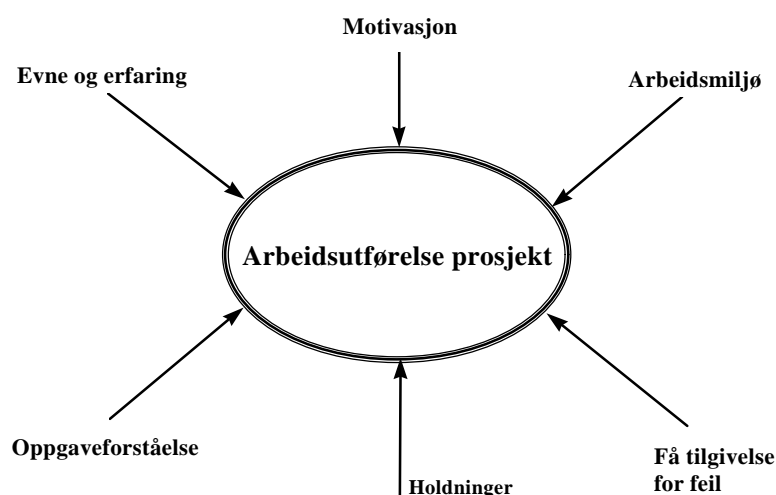 Motivasjon
Evne og erfaring
Arbeidsmiljø
Arbeidsutførelse prosjekt
Oppgaveforståelse
Få tilgivelse
for feil
Holdninger